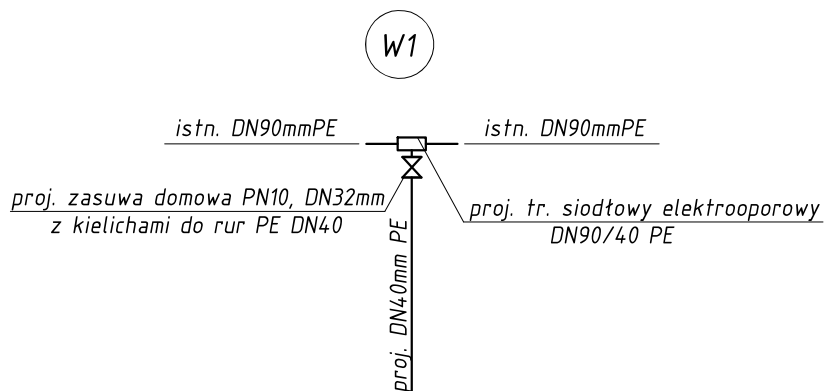 W1
istn. DN90mmPE
istn. DN90mmPE
proj. zasuwa domowa PN10, DN32mm
z kielichami do rur PE DN40
proj. tr. siodłowy elektrooporowy
DN90/40 PE
proj. DN40mm PE